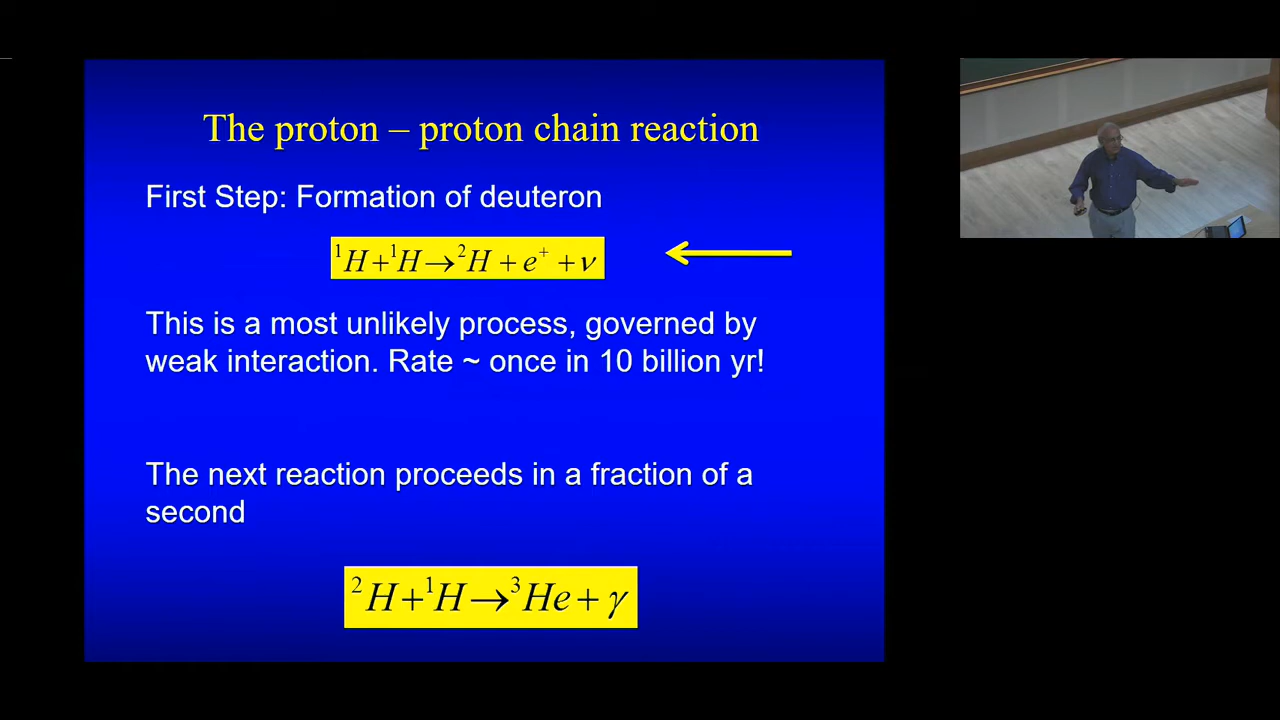 The proton – proton chain reaction
First Step: Formation of deuteron
¹H+¹H→²H + e⁺ + ν
This is a most unlikely process, governed by
weak interaction. Rate ~ once in 10 billion yr!
The next reaction proceeds in a fraction of a
second
²H+¹H→³He + γ